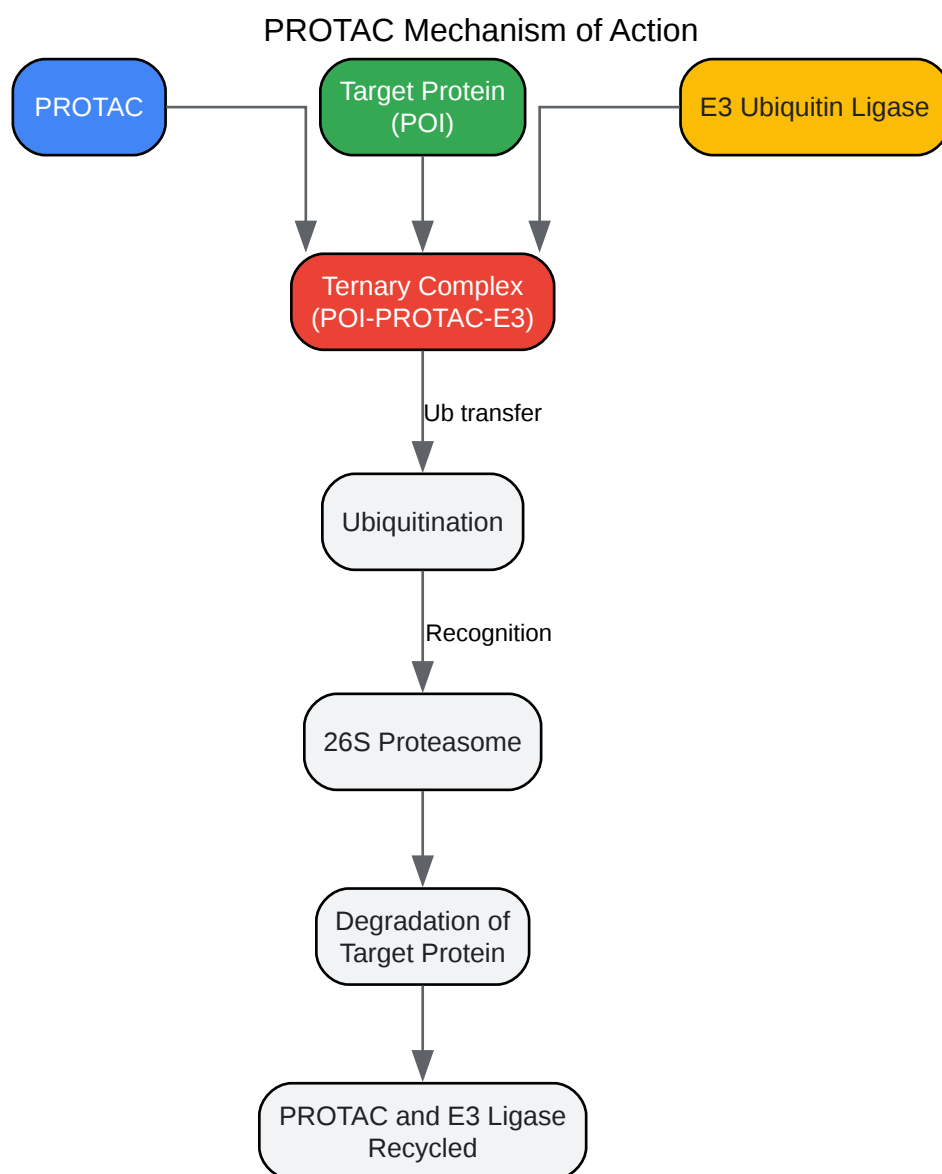 PROTAC Mechanism of Action
PROTAC
Target Protein
(POI)
E3 Ubiquitin Ligase
Ternary Complex
(POI-PROTAC-E3)
Ub transfer
Ubiquitination
Recognition
26S Proteasome
Degradation of
Target Protein
PROTAC and E3 Ligase
Recycled